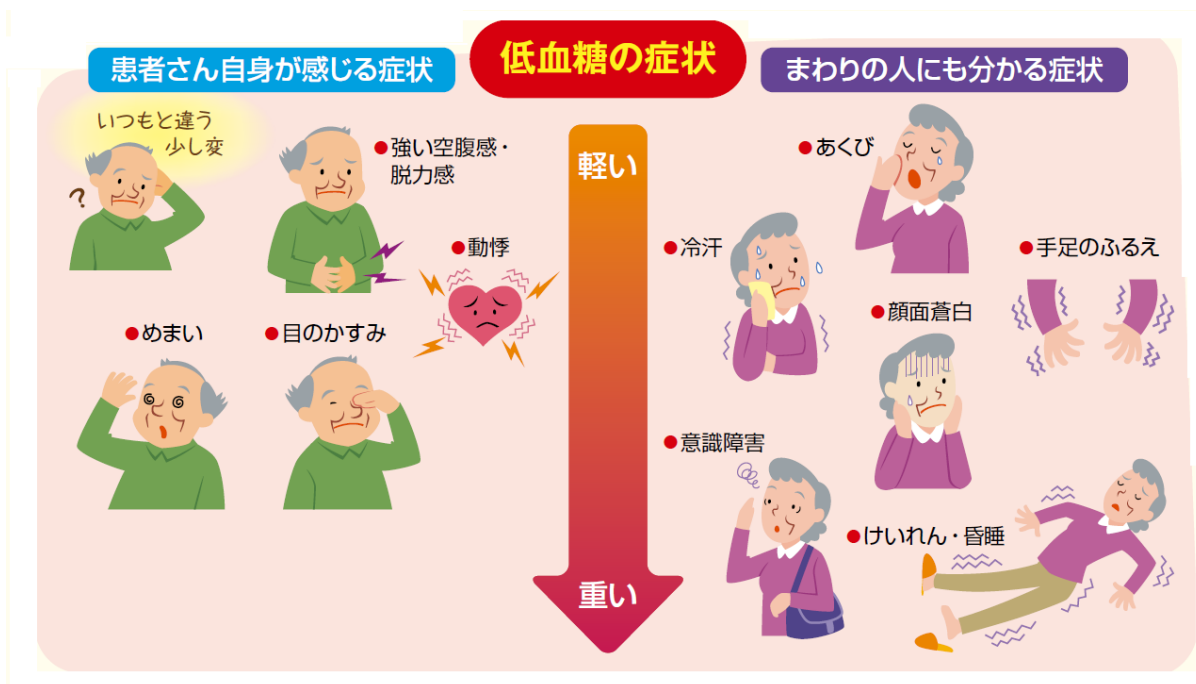 低血糖の症状
患者さん自身が感じる症状
いつもと違う
少し変
?
●強い空腹感・
脱力感
●動悸
●めまい
●目のかすみ
軽い
重い
まわりの人にも分かる症状
●あくび
●冷汗
●手足のふるえ
●顔面蒼白
●意識障害
●けいれん・昏睡